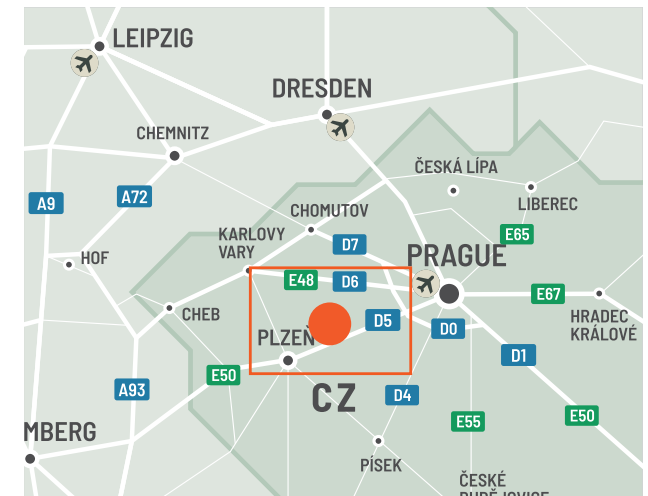 LEIPZIG
DRESDEN
CHEMNITZ
ČESKÁ LÍPA
A9
A72
LIBEREC
CHOMUTOV
KARLOVY
VARY
D7
E65
HOF
PRAGUE
E48
D6
E67
CHEB
D5
D0
HRADEC
KRÁLOVÉ
PLZEŇ
D1
E50
A93
CZ
D4
E55
E50
MBERG
PÍSEK
ČESKÉ
BUDĚJOVICE